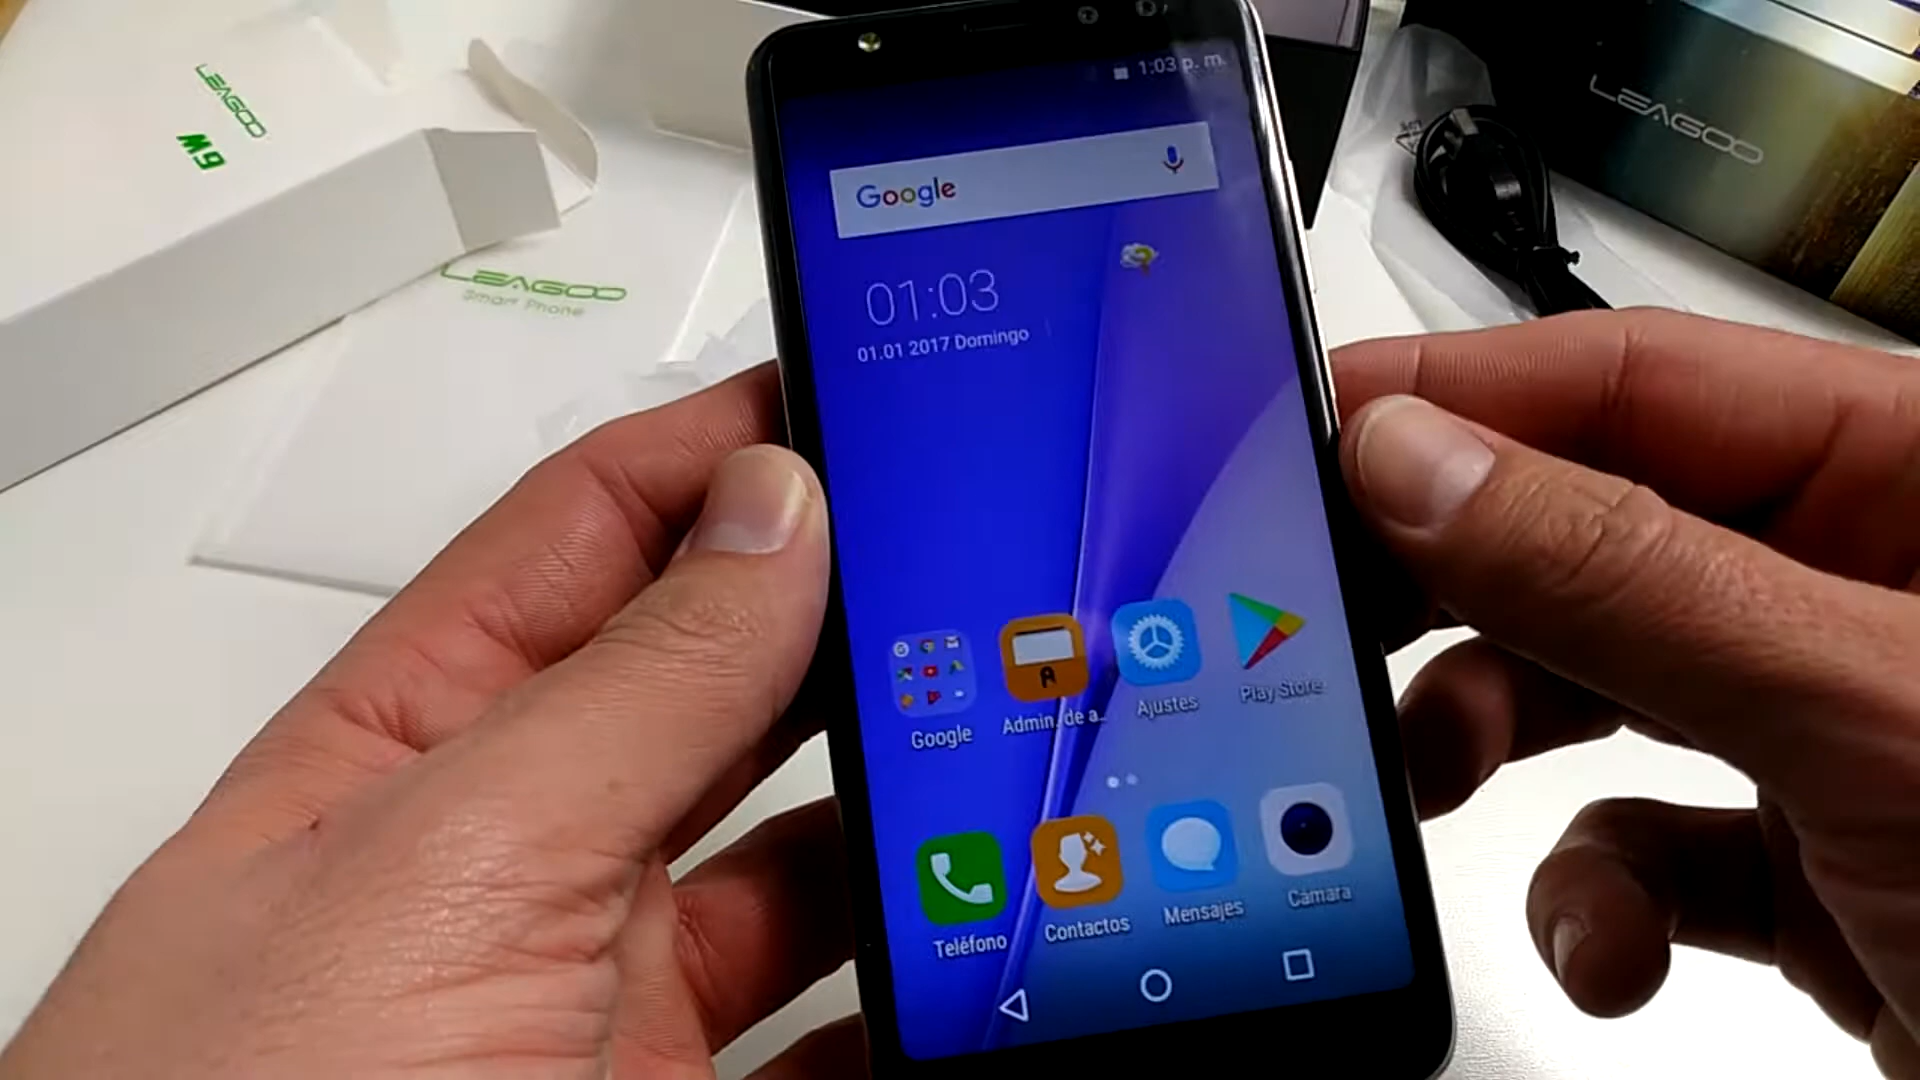 LEAGOO
M9
LEAGOO
Smart Phone
LEAGOO
1:03 p. m.
Google
01:03
01.01 2017 Domingo
Google
Admin. de a...
Ajustes
Play Store
Teléfono
Contactos
Mensajes
Cámara